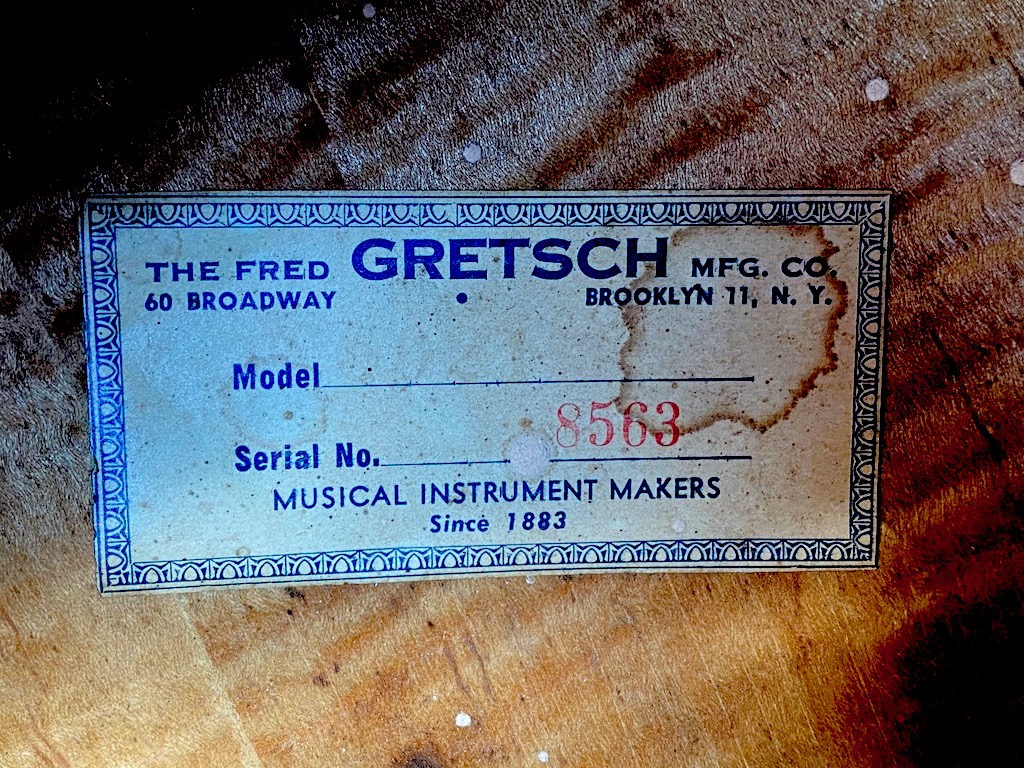 THE FRED GRETSCH MFG. CO.
60 BROADWAY • BROOKLYN 11, N. Y.
Model
Serial No. 8563
MUSICAL INSTRUMENT MAKERS
Since 1883